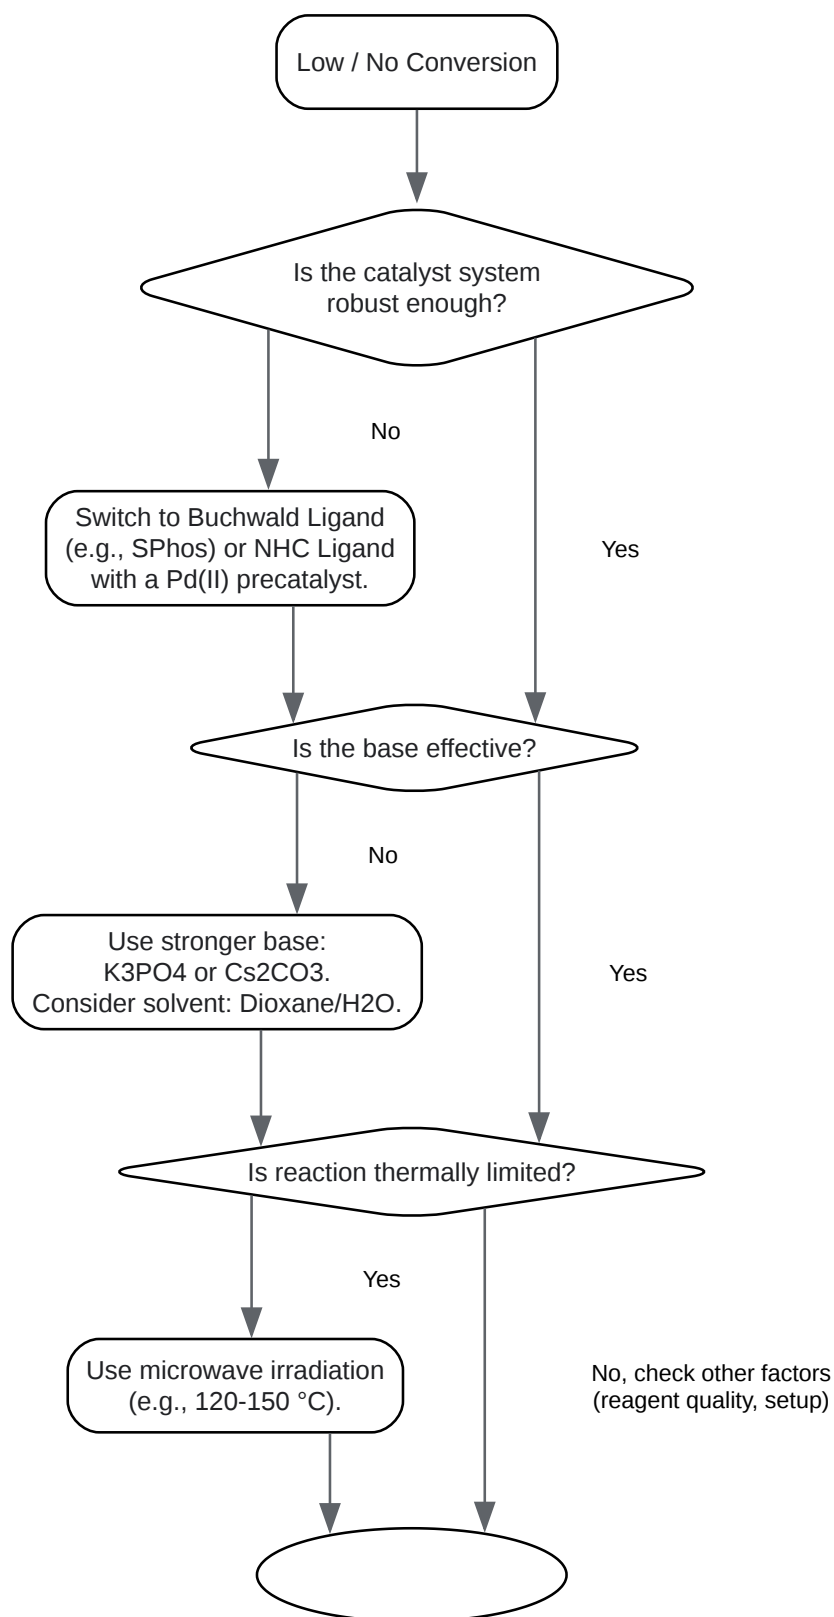 Low / No Conversion
Is the catalyst system
robust enough?
No
Switch to Buchwald Ligand
(e.g., SPhos) or NHC Ligand
with a Pd(II) precatalyst.
Yes
Is the base effective?
No
Use stronger base:
K3PO4 or Cs2CO3.
Consider solvent: Dioxane/H2O.
Yes
Is reaction thermally limited?
Yes
Use microwave irradiation
(e.g., 120-150 °C).
No, check other factors
(reagent quality, setup)